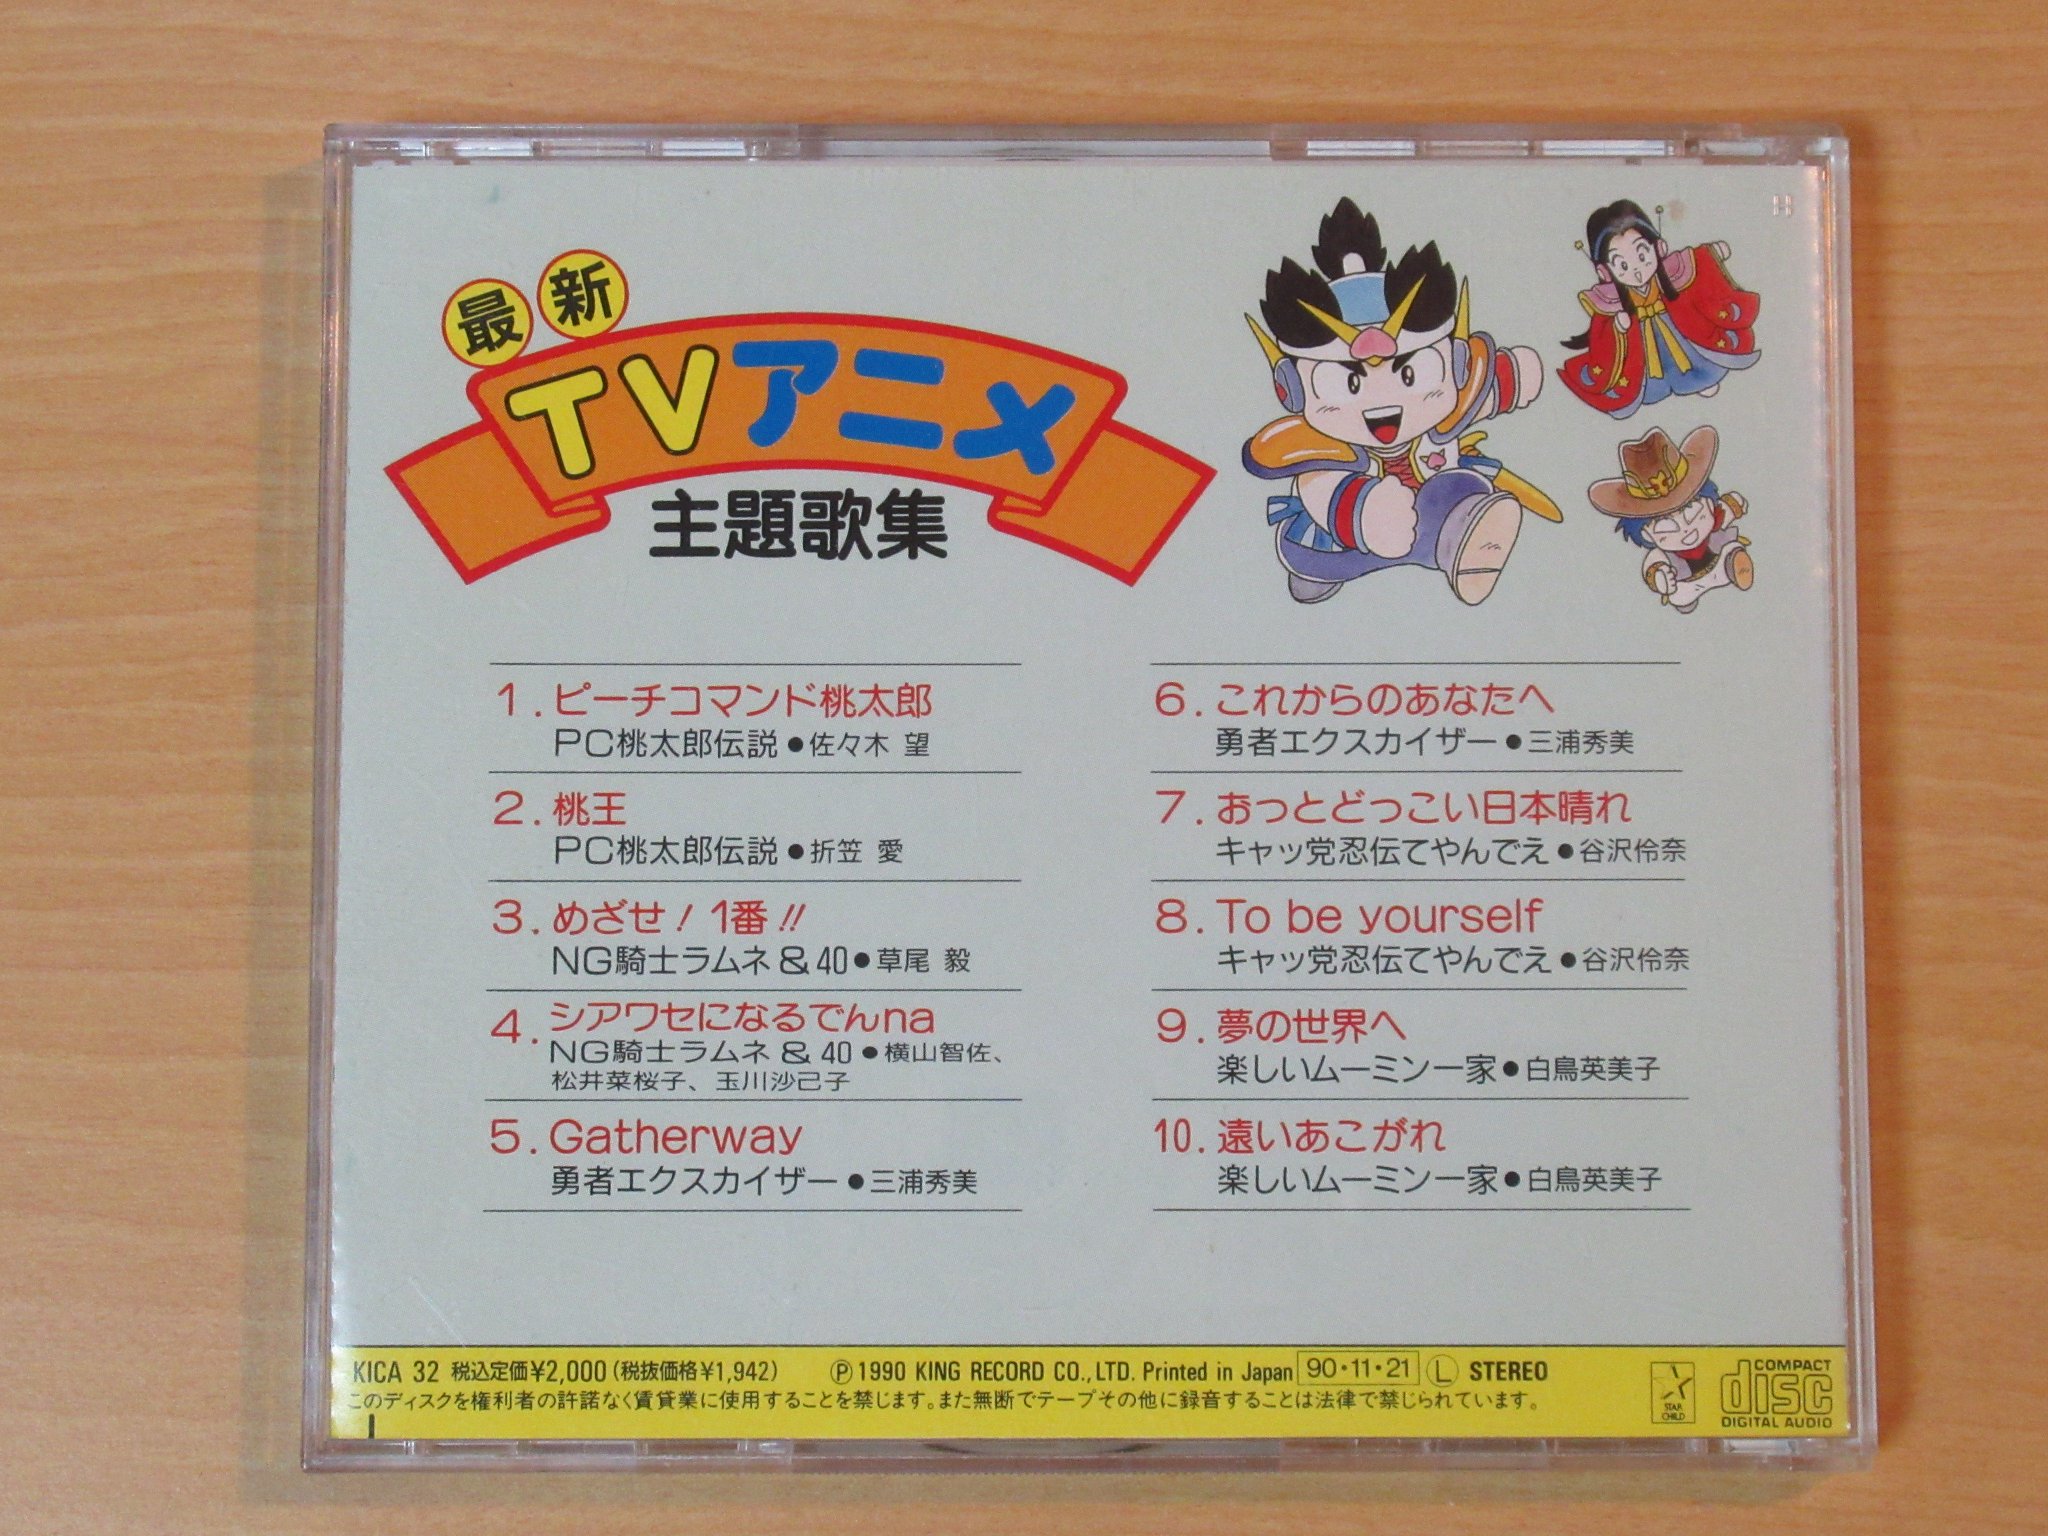 最新
TVアニメ
主題歌集
1.ピーチコマンド桃太郎
PC桃太郎伝説●佐々木 望
2.桃王
PC桃太郎伝説●折笠 愛
3.めざせ!1番!!
NG騎士ラムネ&40●草尾 毅
4.シアワセになるでんna
NG騎士ラムネ&40●横山智佐、
松井菜桜子、玉川沙己子
5.Gatherway
勇者エクスカイザー●三浦秀美
6.これからのあなたへ
勇者エクスカイザー●三浦秀美
7.おっとどっこい日本晴れ
キャッ党忍伝てやんでえ●谷沢伶奈
8.To be yourself
キャッ党忍伝てやんでえ●谷沢伶奈
9.夢の世界へ
楽しいムーミン一家●白鳥英美子
10.遠いあこがれ
楽しいムーミン一家●白鳥英美子
KICA 32 税込定価¥2,000(税抜価格¥1,942) Ⓟ1990 KING RECORD CO.,LTD. Printed in Japan 90・11・21 Ⓛ STEREO
このディスクを権利者の許諾なく賃貸業に使用することを禁じます。また無断でテープその他に録音することは法律で禁じられています。
STAR
CHILD
COMPACT
disc
DIGITAL AUDIO